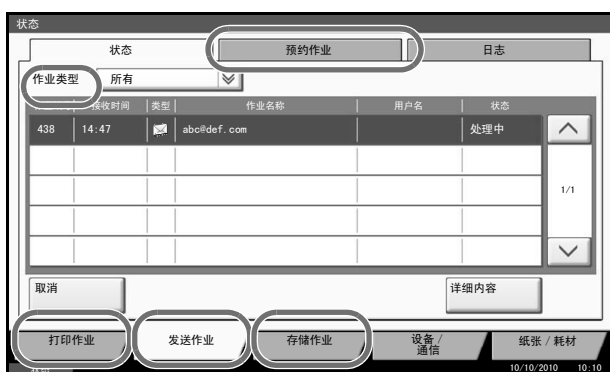 状态
状态 预约作业 日志
作业类型 所有
接收时间 类型 作业名称 用户名 状态
438 14:47 abc@def.com 处理中
1/1
取消 详细内容
打印作业 发送作业 存储作业 设备/ 纸张/耗材
通信
10/10/2010 10:10